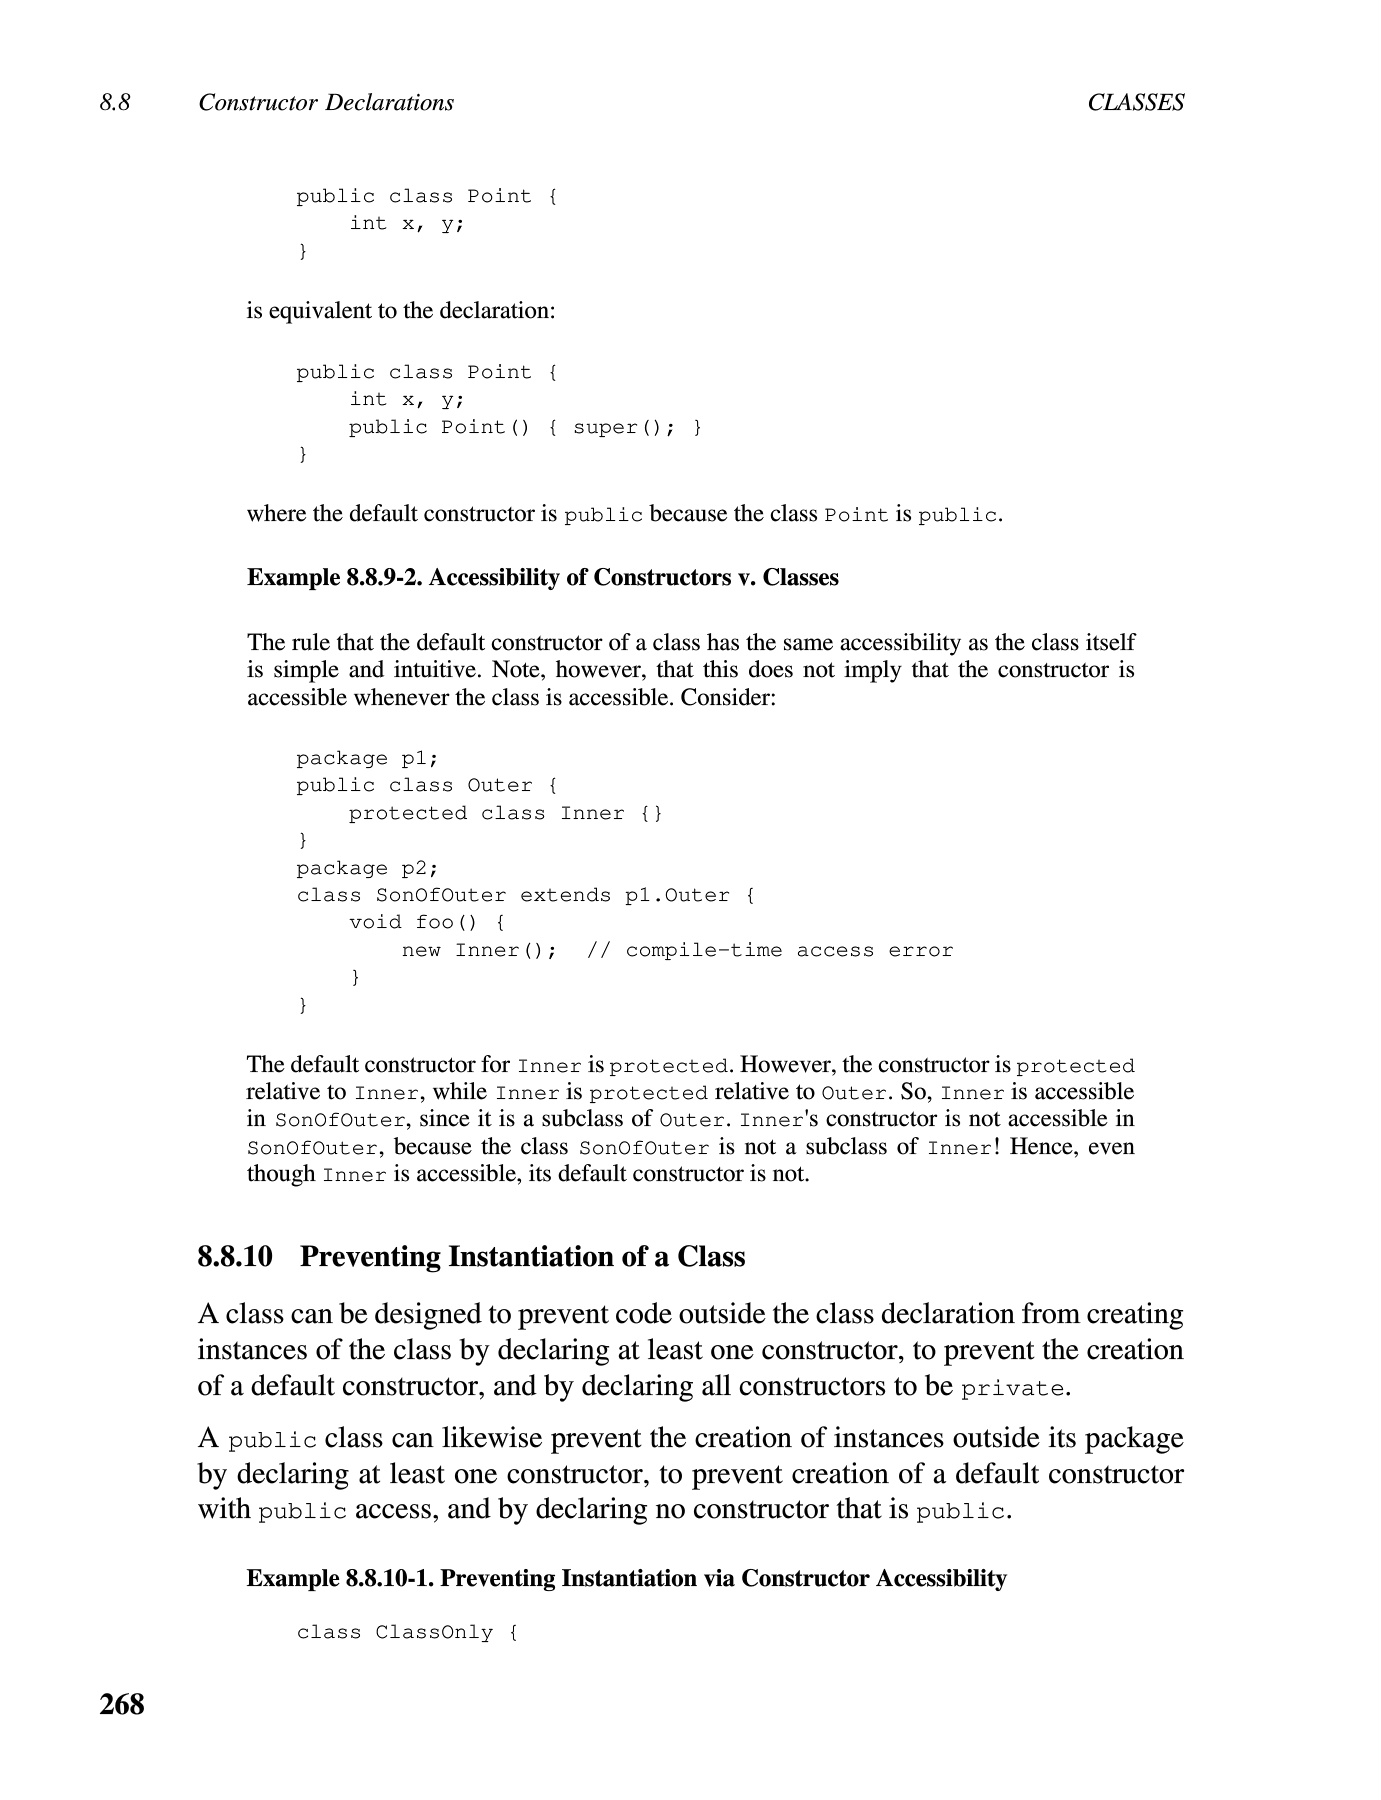 8.8 Constructor Declarations CLASSES
public class Point {
    int x, y;
}
is equivalent to the declaration:
public class Point {
    int x, y;
    public Point() { super(); }
}
where the default constructor is public because the class Point is public.
Example 8.8.9-2. Accessibility of Constructors v. Classes
The rule that the default constructor of a class has the same accessibility as the class itself
is simple and intuitive. Note, however, that this does not imply that the constructor is
accessible whenever the class is accessible. Consider:
package p1;
public class Outer {
    protected class Inner {}
}
package p2;
class SonOfOuter extends p1.Outer {
    void foo() {
        new Inner();  // compile-time access error
    }
}
The default constructor for Inner is protected. However, the constructor is protected
relative to Inner, while Inner is protected relative to Outer. So, Inner is accessible
in SonOfOuter, since it is a subclass of Outer. Inner's constructor is not accessible in
SonOfOuter, because the class SonOfOuter is not a subclass of Inner! Hence, even
though Inner is accessible, its default constructor is not.
8.8.10 Preventing Instantiation of a Class
A class can be designed to prevent code outside the class declaration from creating
instances of the class by declaring at least one constructor, to prevent the creation
of a default constructor, and by declaring all constructors to be private.
A public class can likewise prevent the creation of instances outside its package
by declaring at least one constructor, to prevent creation of a default constructor
with public access, and by declaring no constructor that is public.
Example 8.8.10-1. Preventing Instantiation via Constructor Accessibility
class ClassOnly {
268